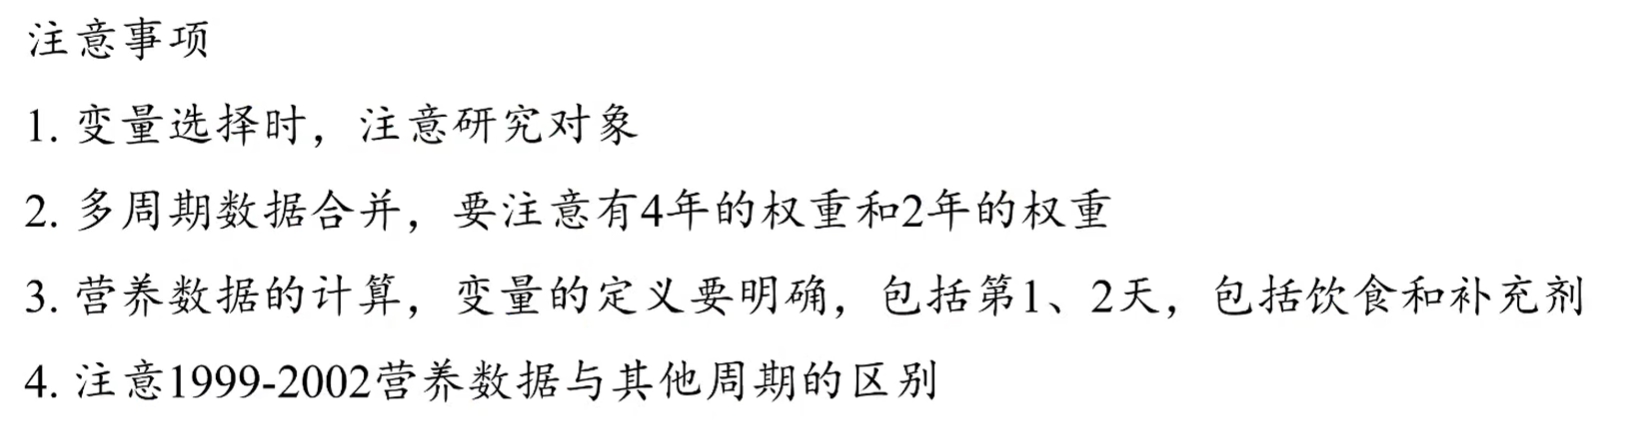 注意事项
1. 变量选择时，注意研究对象
2. 多周期数据合并，要注意有4年的权重和2年的权重
3. 营养数据的计算，变量的定义要明确，包括第1、2天，包括饮食和补充剂
4. 注意1999-2002营养数据与其他周期的区别